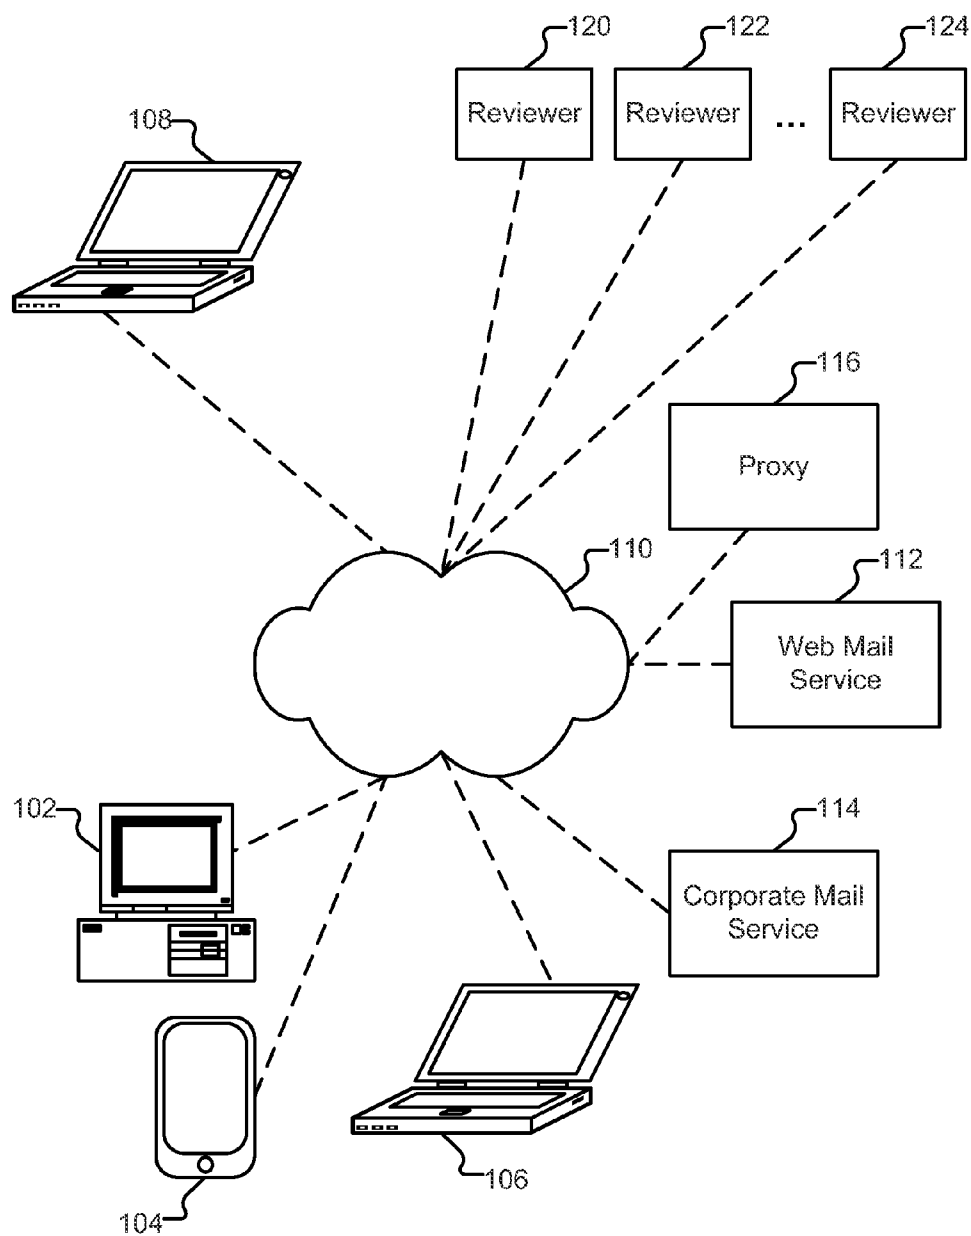 120
122
124
Reviewer
Reviewer
...
Reviewer
108
116
Proxy
110
112
Web Mail
Service
102
114
Corporate Mail
Service
106
104